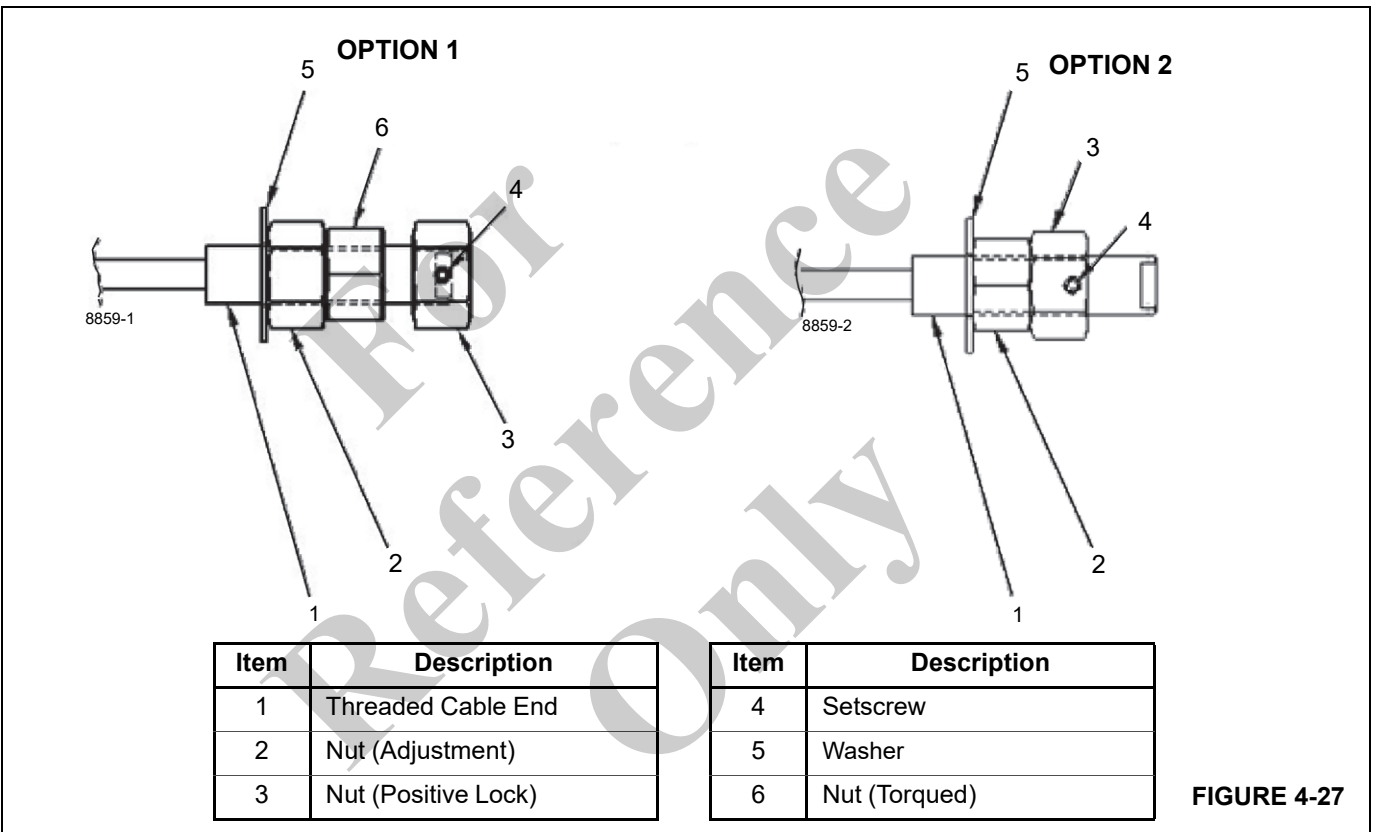 OPTION 1
5
6
4
8859-1
3
2
1
OPTION 2
5
3
4
8859-2
2
1
For
Reference
Only
Item Description
1 Threaded Cable End
2 Nut (Adjustment)
3 Nut (Positive Lock)
Item Description
4 Setscrew
5 Washer
6 Nut (Torqued)
FIGURE 4-27